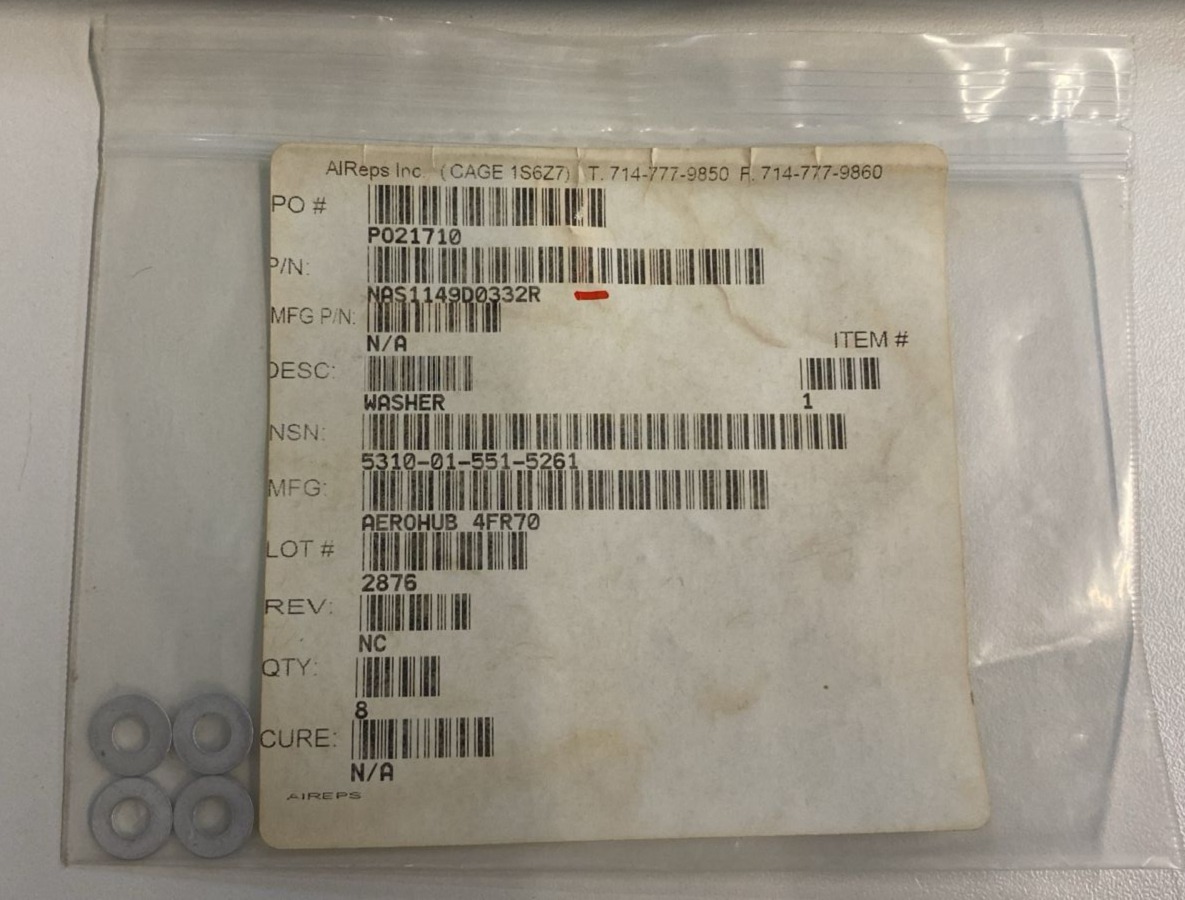 AIReps Inc. (CAGE 1S6Z7) T. 714-777-9850 F. 714-777-9860
PO #
PO21710
P/N:
NAS1149D0332R
MFG P/N:
N/A
ITEM #
DESC:
WASHER
1
NSN:
5310-01-551-5261
MFG:
AEROHUB 4FR70
LOT #
2876
REV:
NC
QTY:
8
CURE:
N/A
AIREPS